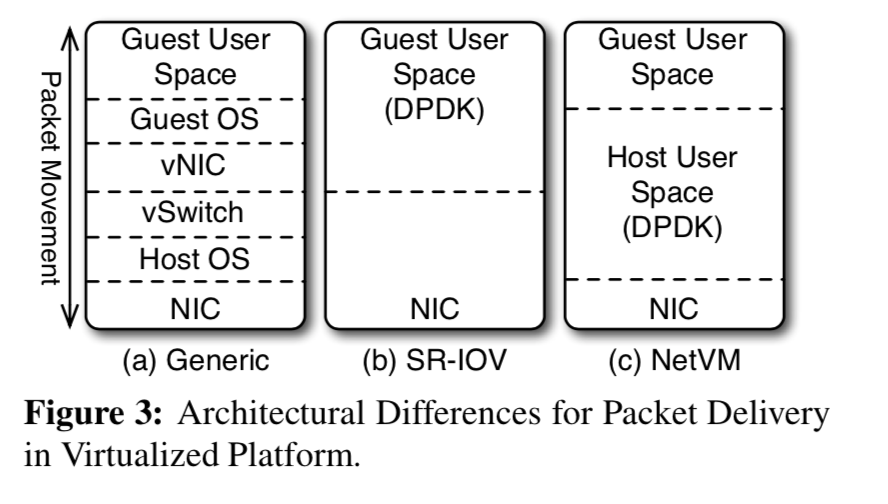 Packet Movement
Guest User
Space
Guest OS
vNIC
vSwitch
Host OS
NIC
(a) Generic
Guest User
Space
(DPDK)
NIC
(b) SR-IOV
Guest User
Space
Host User
Space
(DPDK)
NIC
(c) NetVM
Figure 3: Architectural Differences for Packet Delivery
in Virtualized Platform.